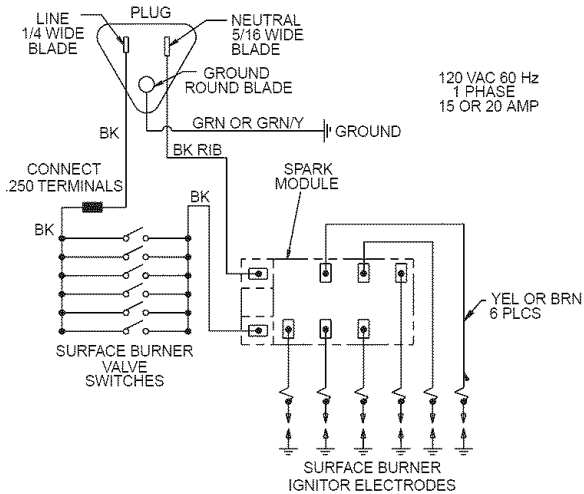 PLUG
LINE
1/4 WIDE
BLADE
NEUTRAL
5/16 WIDE
BLADE
GROUND
ROUND BLADE
120 VAC 60 Hz
1 PHASE
15 OR 20 AMP
BK
GRN OR GRN/Y
GROUND
BK RIB
CONNECT
.250 TERMINALS
SPARK
MODULE
BK
BK
YEL OR BRN
6 PLCS
SURFACE BURNER
VALVE
SWITCHES
SURFACE BURNER
IGNITOR ELECTRODES